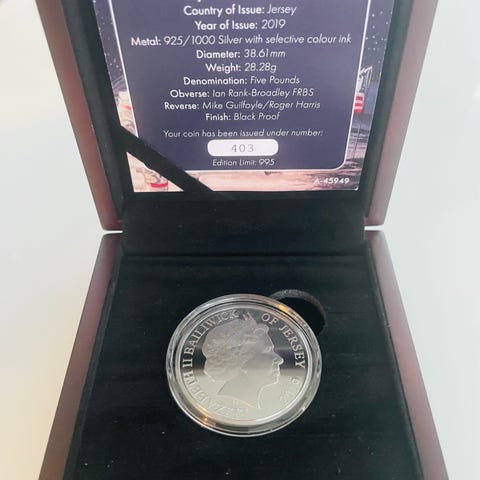 Country of Issue: Jersey
Year of Issue: 2019
Metal: 925/1000 Silver with selective colour ink
Diameter: 38.61mm
Weight: 28.28g
Denomination: Five Pounds
Obverse: Ian Rank-Broadley FRBS
Reverse: Mike Guilfoyle/Roger Harris
Finish: Black Proof
Your coin has been issued under number:
403
Edition Limit: 995
A-45949
ELIZABETH II BAILIWICK OF JERSEY